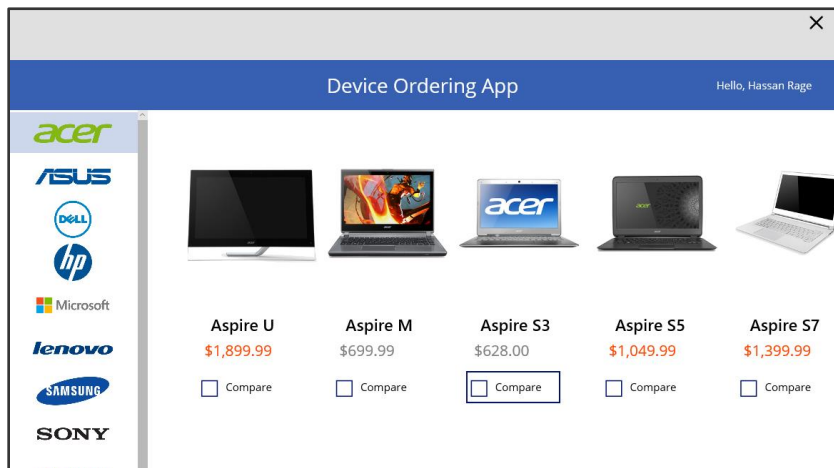 Device Ordering App
Hello, Hassan Rage
acer
ASUS
DELL
hp
Microsoft
lenovo
SAMSUNG
SONY
acer
acer
Aspire U
Aspire M
Aspire S3
Aspire S5
Aspire S7
$1,899.99
$699.99
$628.00
$1,049.99
$1,399.99
Compare
Compare
Compare
Compare
Compare